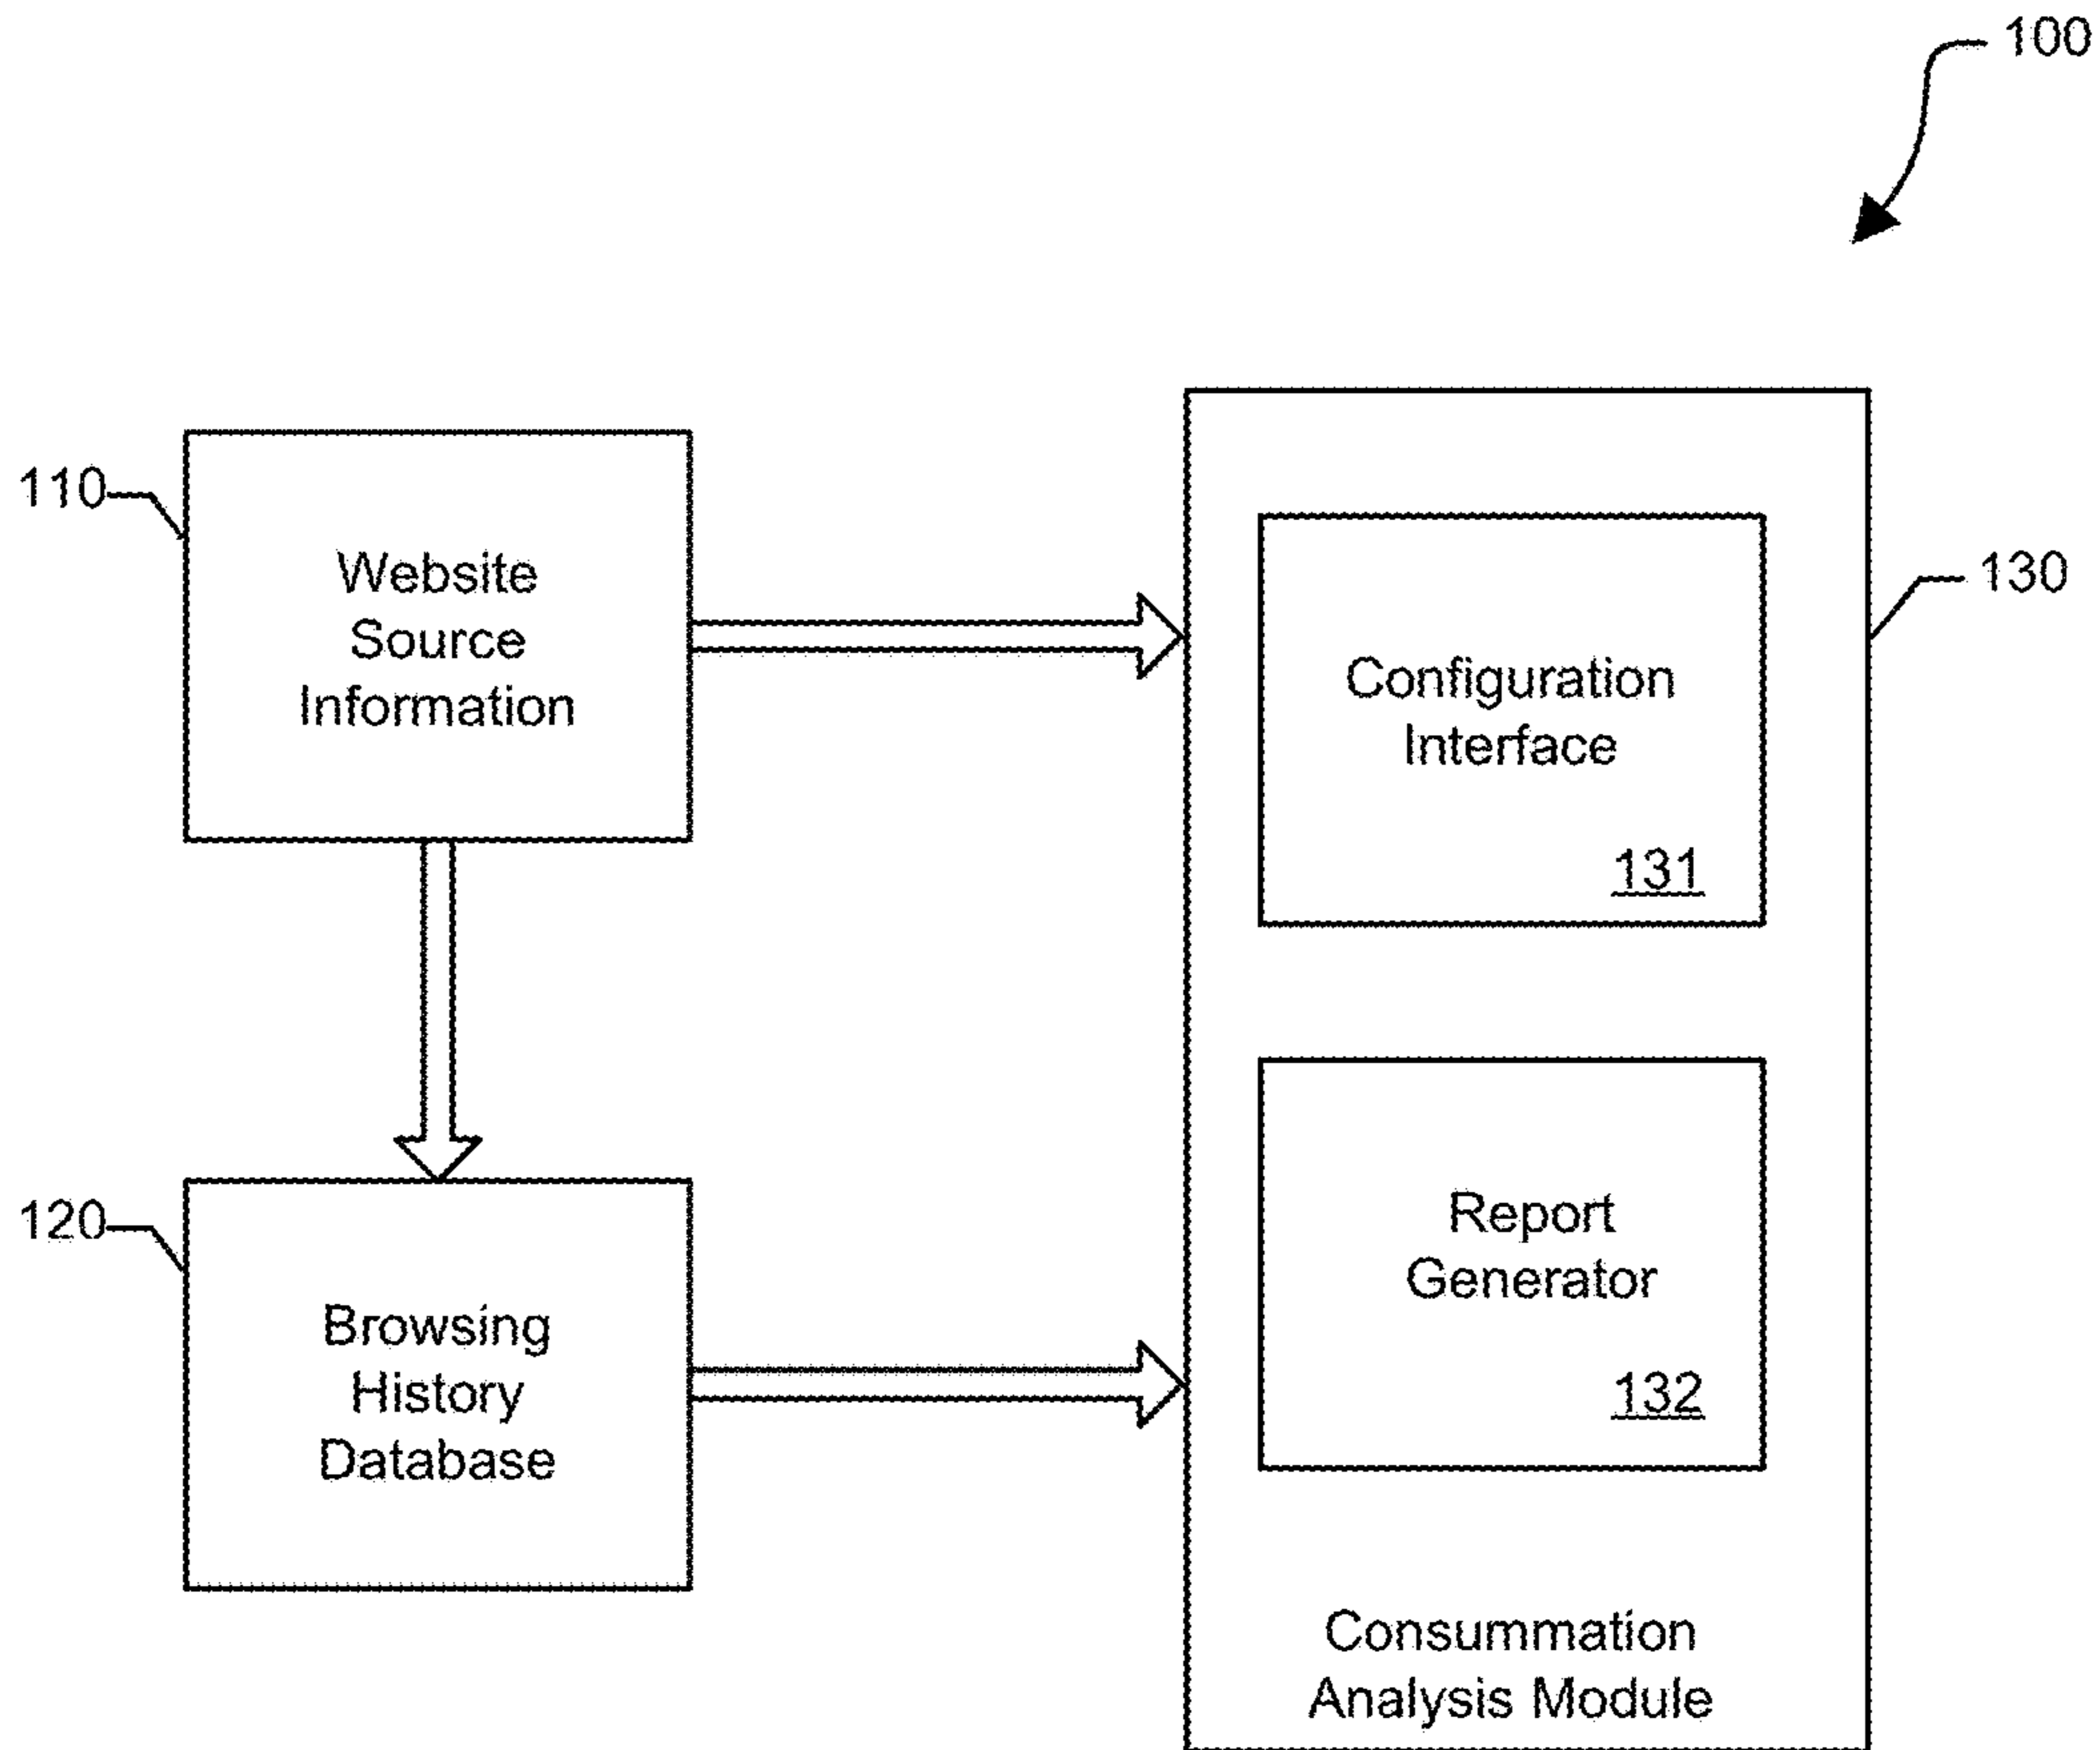 100
110
Website
Source
Information
130
Configuration
Interface
131
120
Browsing
History
Database
Report
Generator
132
Consummation
Analysis Module